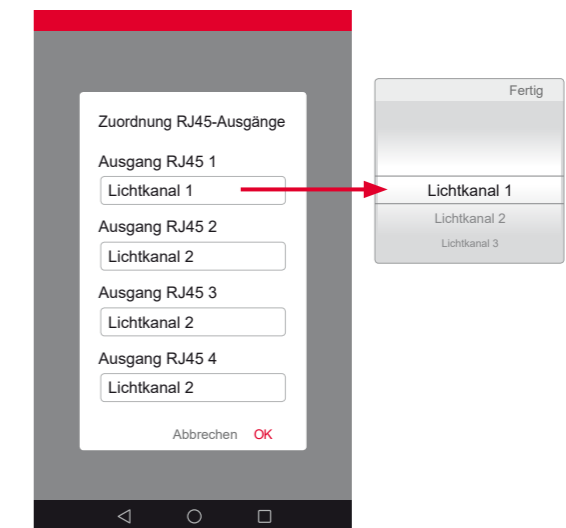 Zuordnung RJ45-Ausgänge
Ausgang RJ45 1
Lichtkanal 1
Ausgang RJ45 2
Lichtkanal 2
Ausgang RJ45 3
Lichtkanal 2
Ausgang RJ45 4
Lichtkanal 2
Abbrechen OK
Fertig
Lichtkanal 1
Lichtkanal 2
Lichtkanal 3